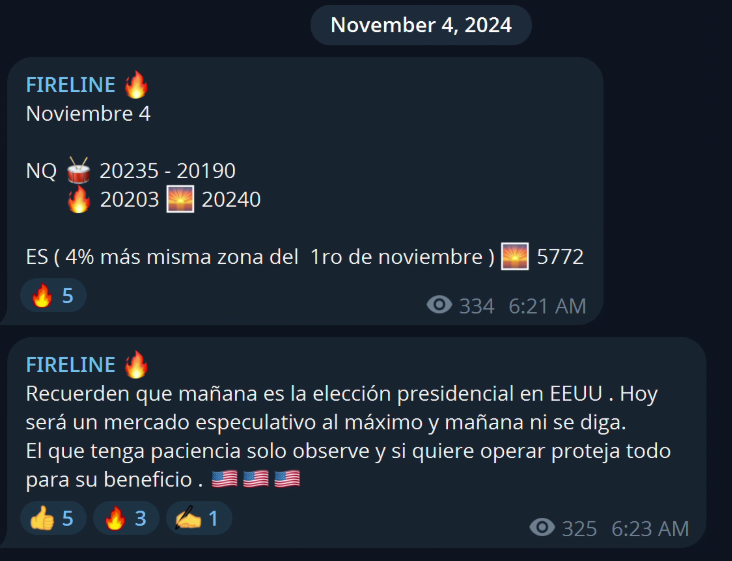 November 4, 2024
FIRELINE 🔥
Noviembre 4
NQ 🥁 20235 - 20190
🔥 20203 🌅 20240
ES ( 4% más misma zona del  1ro de noviembre ) 🌅 5772
🔥 5
334 6:21 AM
FIRELINE 🔥
Recuerden que mañana es la elección presidencial en EEUU . Hoy
será un mercado especulativo al máximo y mañana ni se diga.
El que tenga paciencia solo observe y si quiere operar proteja todo
para su beneficio . 🇺🇸 🇺🇸 🇺🇸
👍 5 🔥 3 ✍️ 1
325 6:23 AM